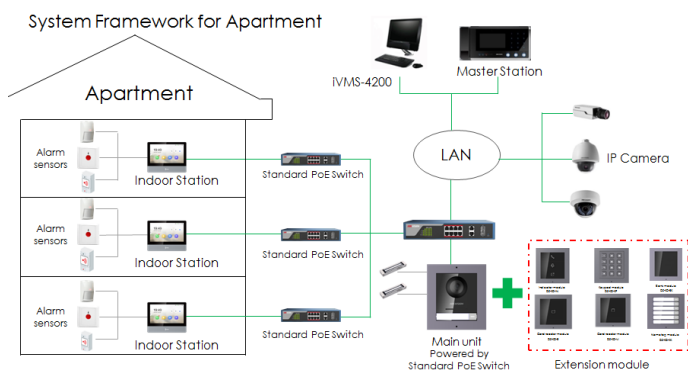 System Framework for Apartment
iVMS-4200
Master Station
Apartment
LAN
IP Camera
Alarm
sensors
Indoor Station
Standard PoE Switch
Alarm
sensors
Indoor Station
Standard PoE Switch
Alarm
sensors
Indoor Station
Standard PoE Switch
Main unit
Powered by
Standard PoE Switch
Extension module